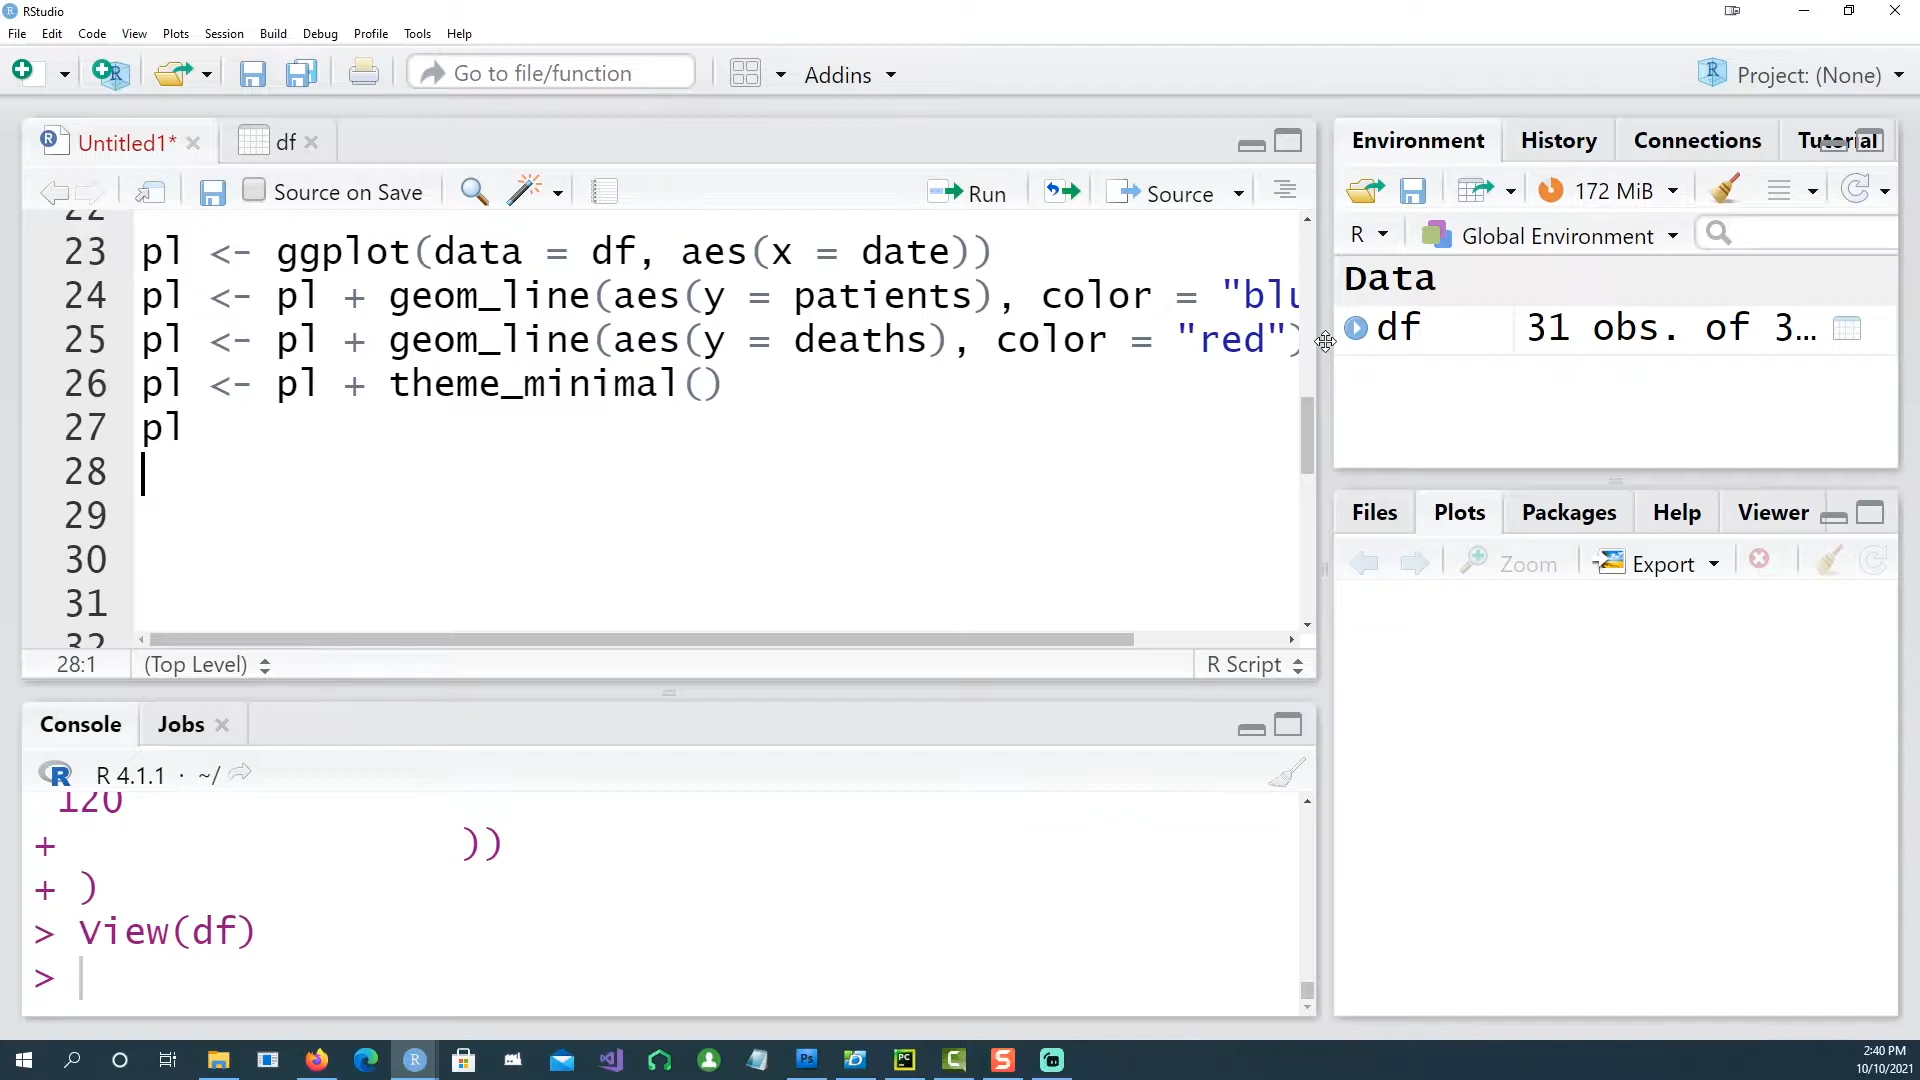 RStudio
File Edit Code View Plots Session Build Debug Profile Tools Help
Go to file/function Addins Project: (None)
Untitled1* df
Source on Save Run Source
22
23 pl <- ggplot(data = df, aes(x = date))
24 pl <- pl + geom_line(aes(y = patients), color = "blu
25 pl <- pl + geom_line(aes(y = deaths), color = "red")
26 pl <- pl + theme_minimal()
27 pl
28
29
30
31
32
28:1 (Top Level) R Script
Console Jobs
R 4.1.1 · ~/
120
+ ))
+ )
> View(df)
>
Environment History Connections Tutorial
172 MiB
R Global Environment
Data
df 31 obs. of 3…
Files Plots Packages Help Viewer
Zoom Export
2:40 PM
10/10/2021